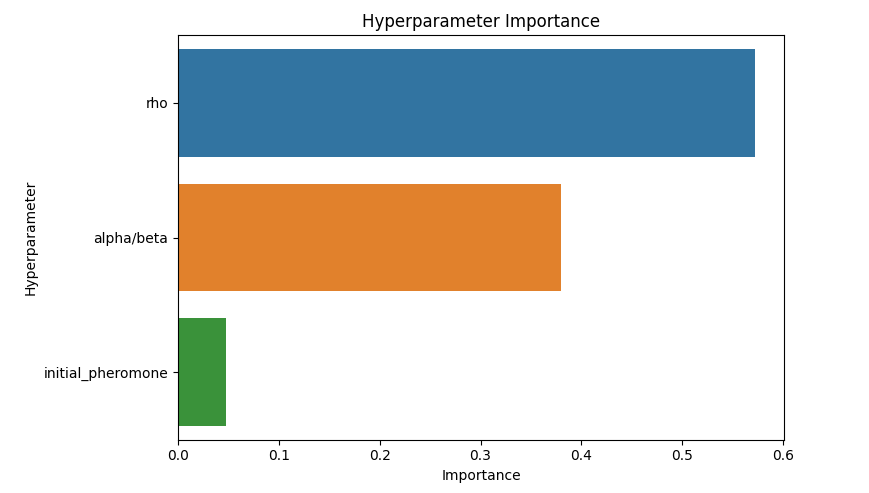 Hyperparameter Importance
Hyperparameter
rho
alpha/beta
initial_pheromone
0.0 0.1 0.2 0.3 0.4 0.5 0.6
Importance